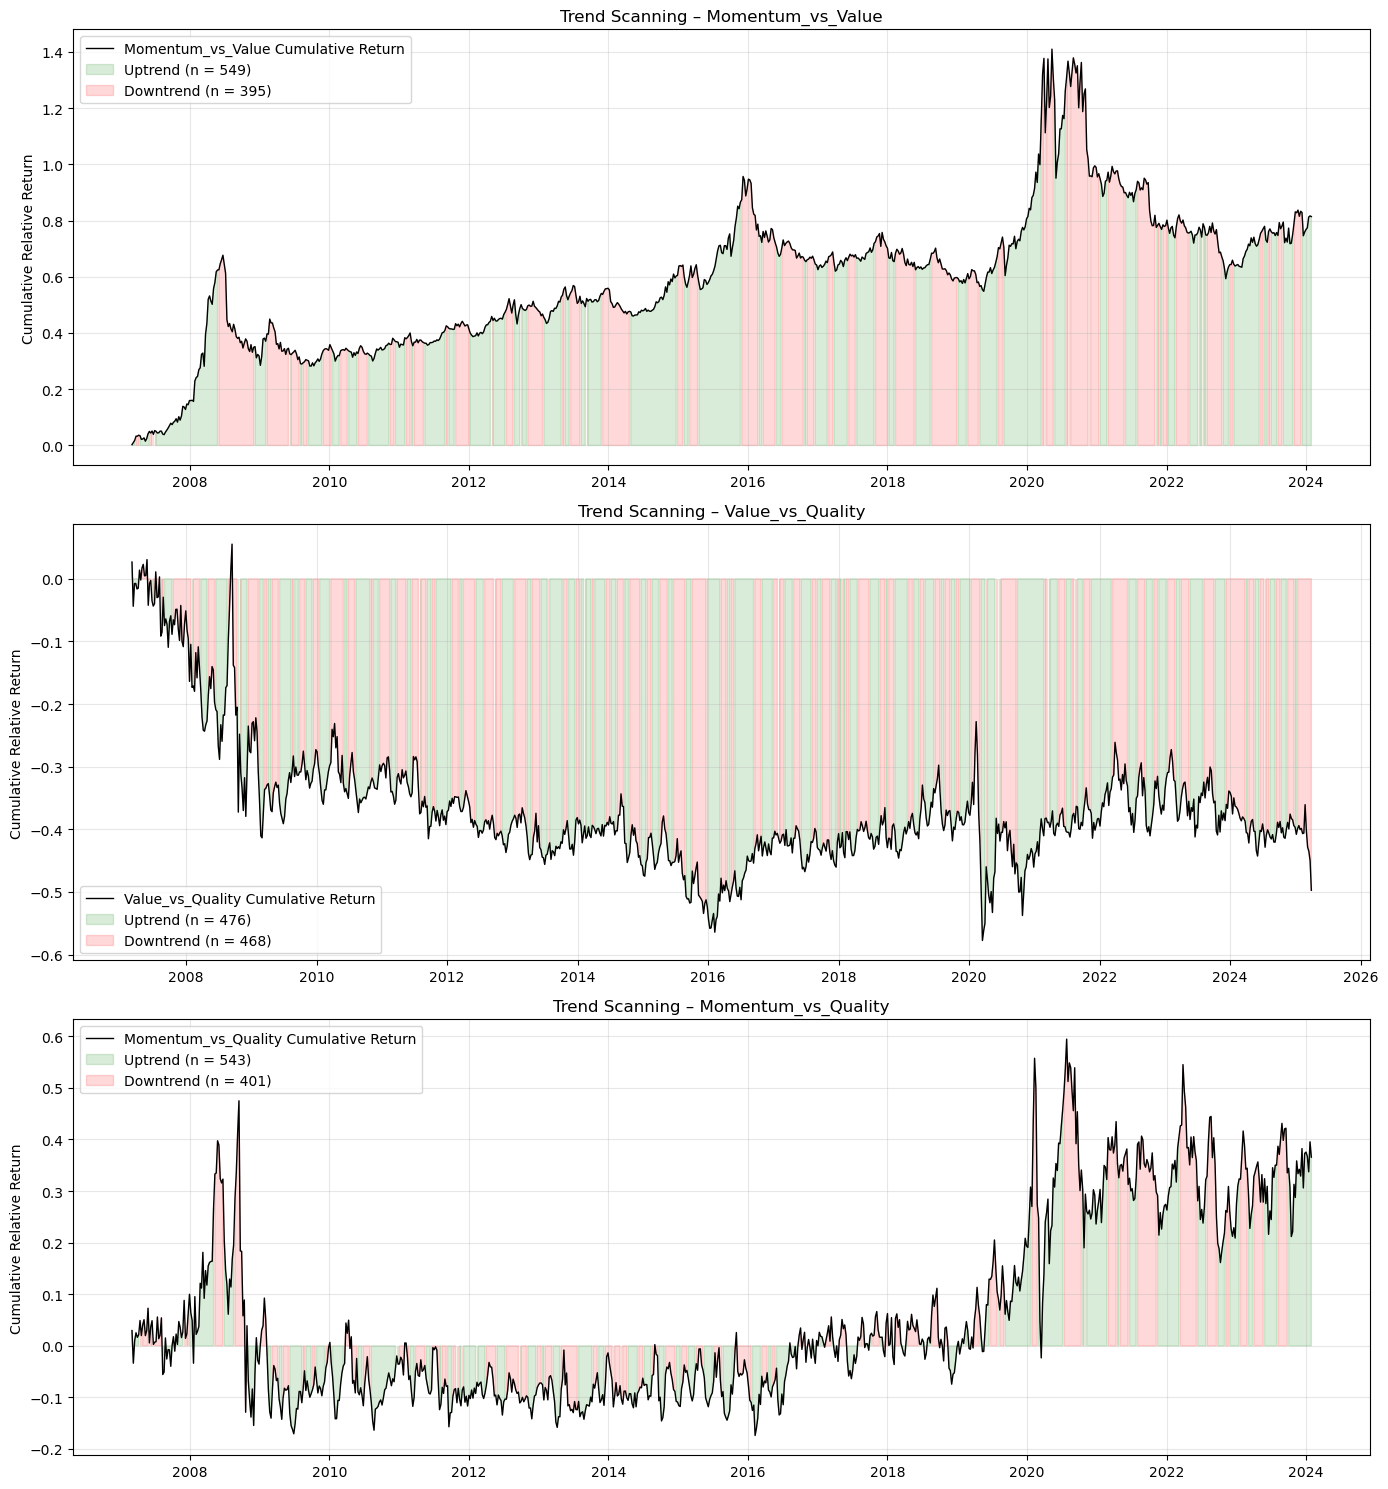 Trend Scanning – Momentum_vs_Value
Momentum_vs_Value Cumulative Return
Uptrend (n = 549)
Downtrend (n = 395)
Cumulative Relative Return
1.4
1.2
1.0
0.8
0.6
0.4
0.2
0.0
2008 2010 2012 2014 2016 2018 2020 2022 2024
Trend Scanning – Value_vs_Quality
Cumulative Relative Return
0.0
−0.1
−0.2
−0.3
−0.4
−0.5
−0.6
Value_vs_Quality Cumulative Return
Uptrend (n = 476)
Downtrend (n = 468)
2008 2010 2012 2014 2016 2018 2020 2022 2024 2026
Trend Scanning – Momentum_vs_Quality
Momentum_vs_Quality Cumulative Return
Uptrend (n = 543)
Downtrend (n = 401)
Cumulative Relative Return
0.6
0.5
0.4
0.3
0.2
0.1
0.0
−0.1
−0.2
2008 2010 2012 2014 2016 2018 2020 2022 2024